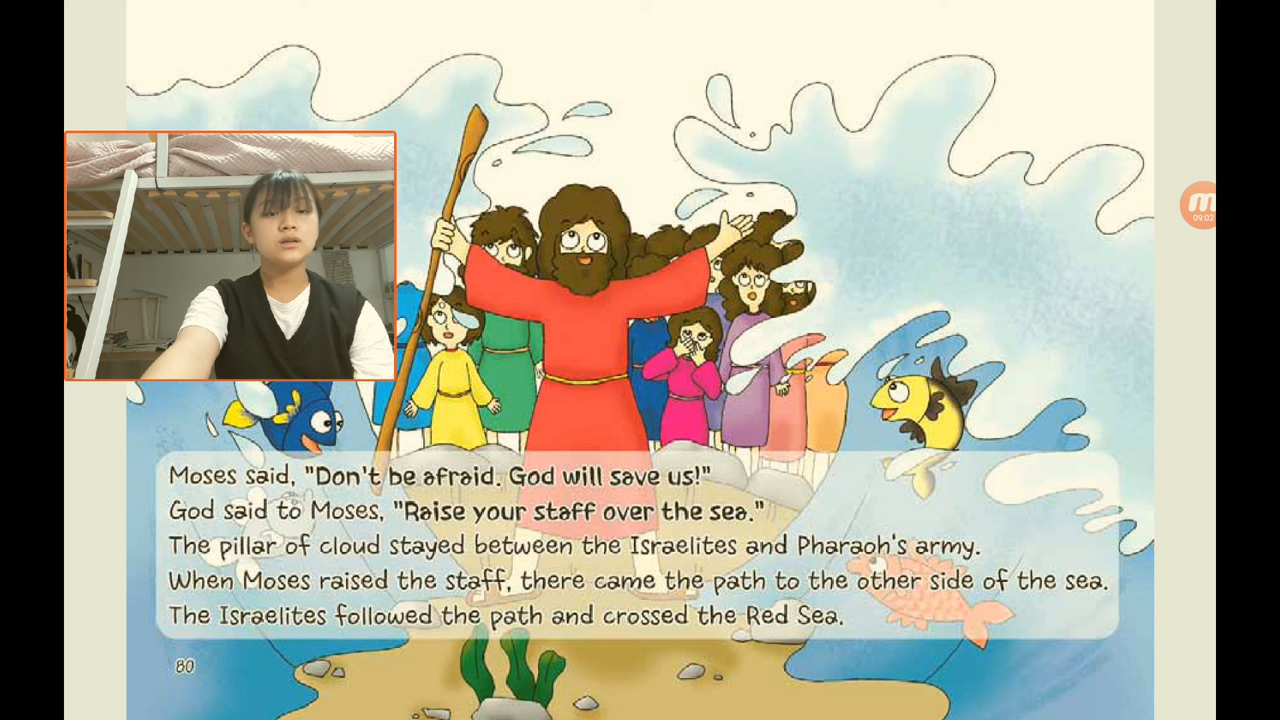 Moses said, "Don't be afraid. God will save us!"
God said to Moses, "Raise your staff over the sea."
The pillar of cloud stayed between the Israelites and Pharaoh's army.
When Moses raised the staff, there came the path to the other side of the sea.
The Israelites followed the path and crossed the Red Sea.
80
09:02